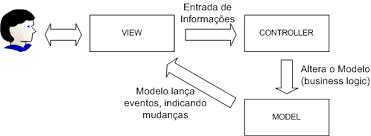 Entrada de
Informações
VIEW
CONTROLLER
Altera o Modelo
(business logic)
Modelo lança
eventos, indicando
mudanças
MODEL